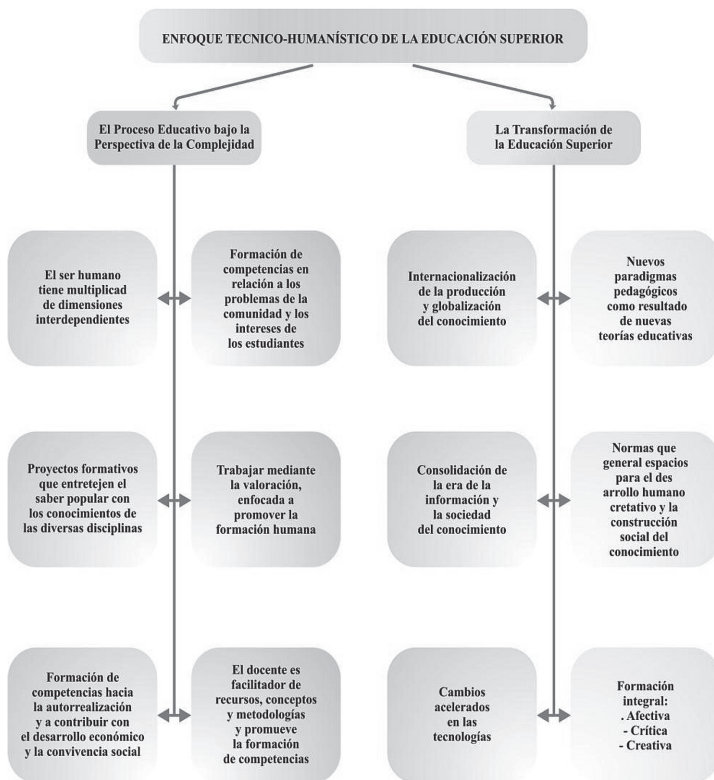 ENFOQUE TECNICO-HUMANÍSTICO DE LA EDUCACIÓN SUPERIOR
El Proceso Educativo bajo la
Perspectiva de la Complejidad
La Transformación de
la Educación Superior
El ser humano
tiene multiplicad
de dimensiones
interdependientes
Formación de
competencias en
relación a los
problemas de la
comunidad y los
intereses de
los estudiantes
Internacionalización
de la producción
y globalización
del conocimiento
Nuevos
paradigmas
pedagógicos
como resultado
de nuevas
teorías educativas
Proyectos formativos
que entretejen el
saber popular con
los conocimientos de
las diversas disciplinas
Trabajar mediante
la valoración,
enfocada a
promover la
formación humana
Consolidación de
la era de la
información y
la sociedad
del conocimiento
Normas que
general espacios
para el des
arrollo humano
cretativo y la
construcción
social del
conocimiento
Formación de
competencias hacia
la autorrealización
y a contribuir con
el desarrollo económico
y la convivencia social
El docente es
facilitador de
recursos, conceptos
y metodologías
y promueve
la formación
de competencias
Cambios
acelerados
en las
tecnologías
Formación
integral:
. Afectiva
- Crítica
- Creativa